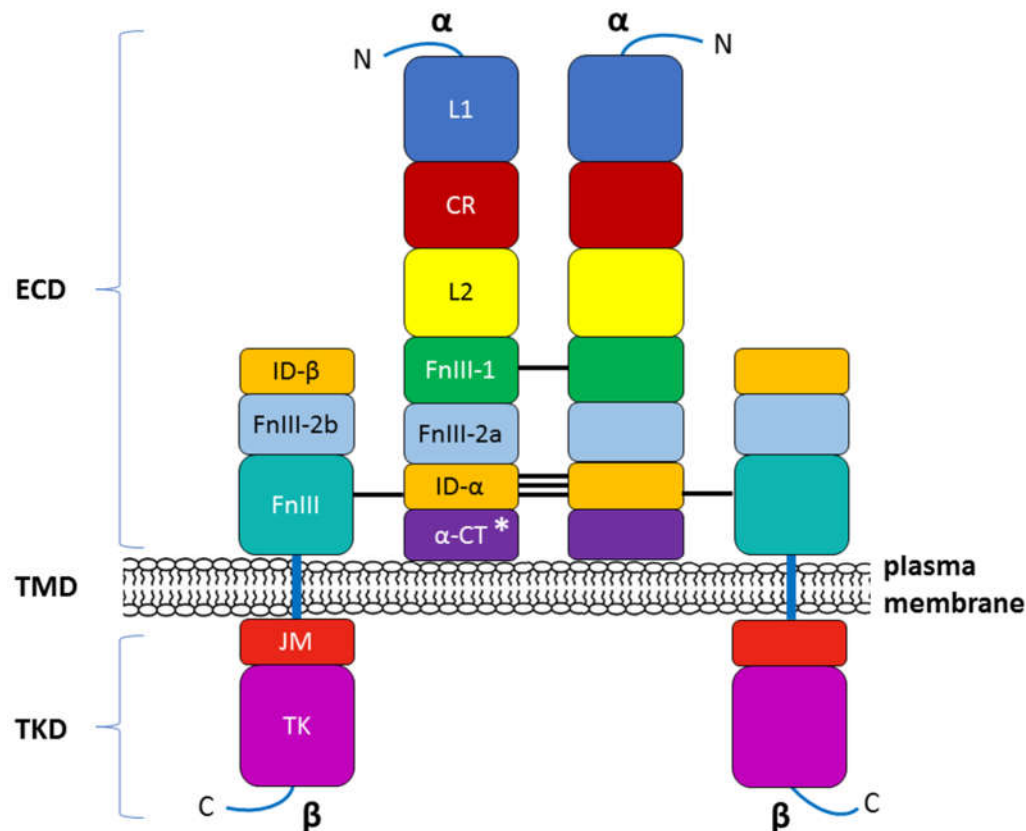 α α
N N
L1
CR
ECD
L2
ID-β FnIII-1
FnIII-2b FnIII-2a
FnIII ID-α
α-CT *
TMD plasma
membrane
JM
TKD TK
C C
β β